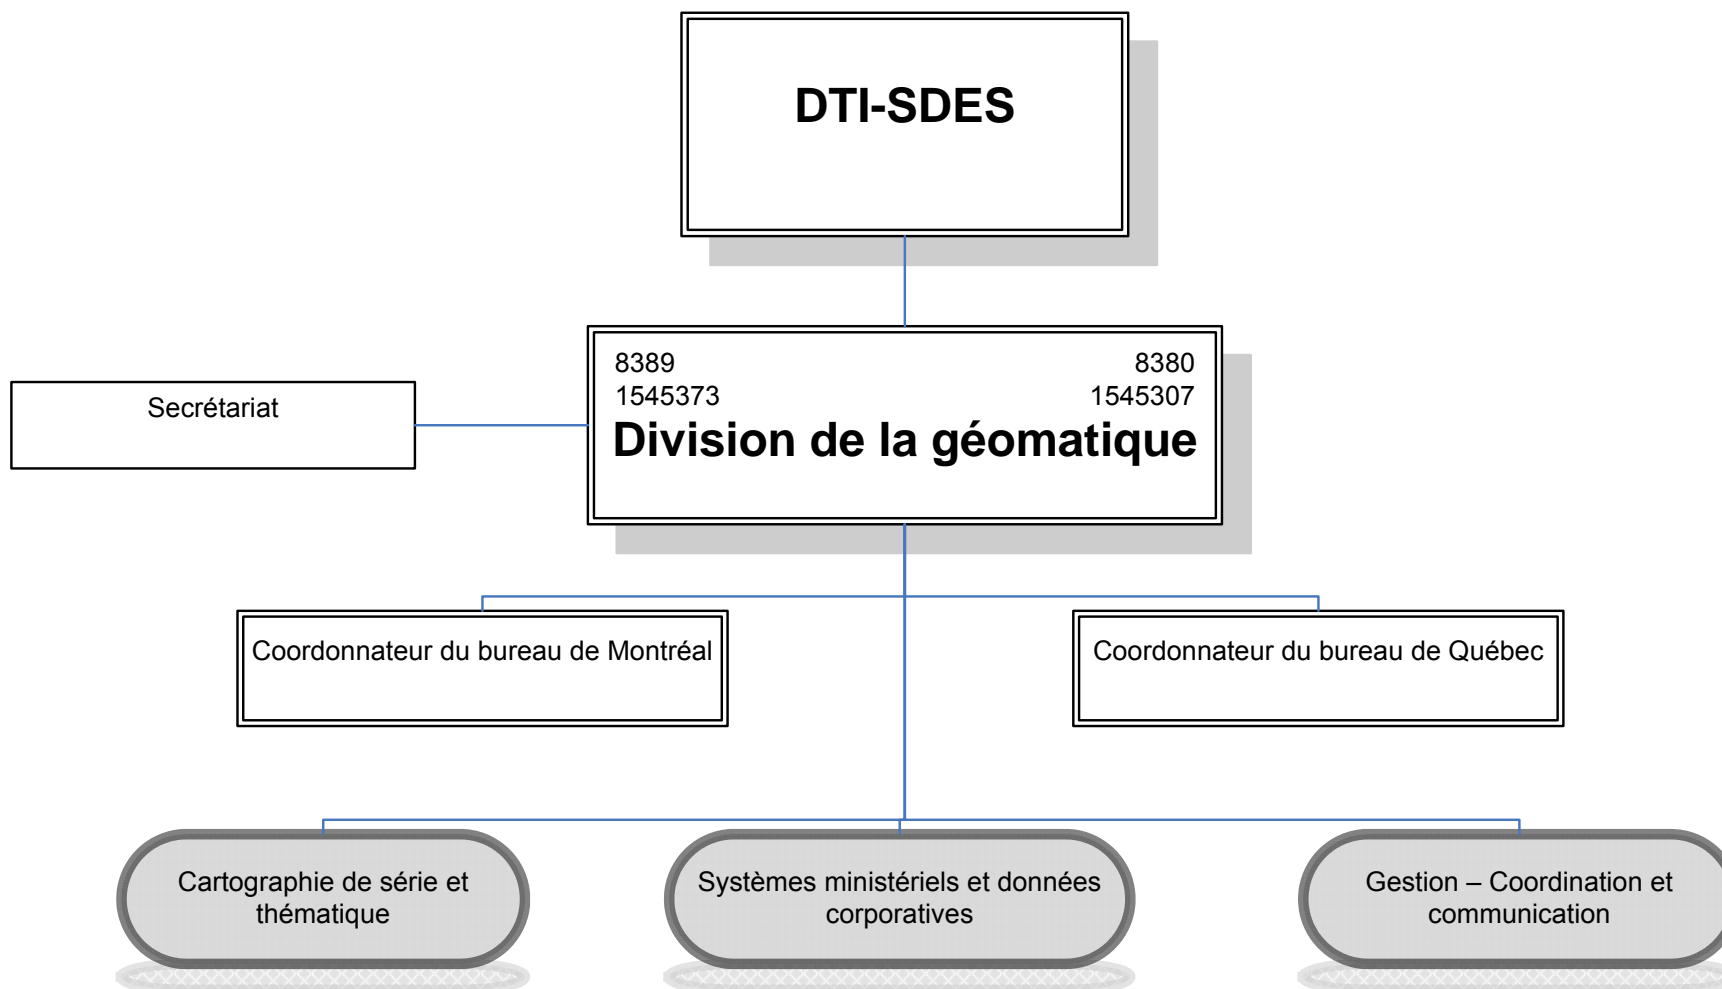 DTI-SDES
8389 8380
1545373 1545307
Division de la géomatique
Secrétariat
Coordonnateur du bureau de Montréal
Coordonnateur du bureau de Québec
Cartographie de série et
thématique
Systèmes ministériels et données
corporatives
Gestion – Coordination et
communication